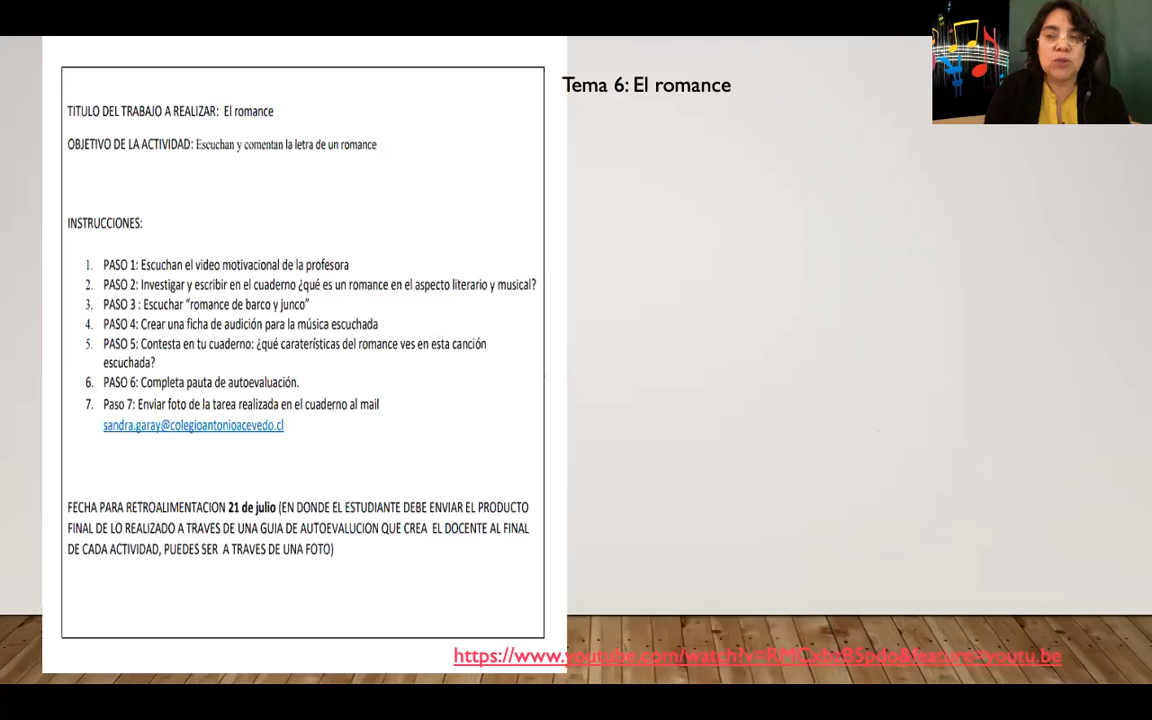 Tema 6: El romance
TITULO DEL TRABAJO A REALIZAR: El romance
OBJETIVO DE LA ACTIVIDAD: Escuchan y comentan la letra de un romance
INSTRUCCIONES:
1. PASO 1: Escuchan el video motivacional de la profesora
2. PASO 2: Investigar y escribir en el cuaderno ¿qué es un romance en el aspecto literario y musical?
3. PASO 3 : Escuchar “romance de barco y junco”
4. PASO 4: Crear una ficha de audición para la música escuchada
5. PASO 5: Contesta en tu cuaderno: ¿qué caraterísticas del romance ves en esta canción
escuchada?
6. PASO 6: Completa pauta de autoevaluación.
7. Paso 7: Enviar foto de la tarea realizada en el cuaderno al mail
sandra.garay@colegioantonioacevedo.cl
FECHA PARA RETROALIMENTACION 21 de julio (EN DONDE EL ESTUDIANTE DEBE ENVIAR EL PRODUCTO
FINAL DE LO REALIZADO A TRAVES DE UNA GUIA DE AUTOEVALUCION QUE CREA EL DOCENTE AL FINAL
DE CADA ACTIVIDAD, PUEDES SER A TRAVES DE UNA FOTO)